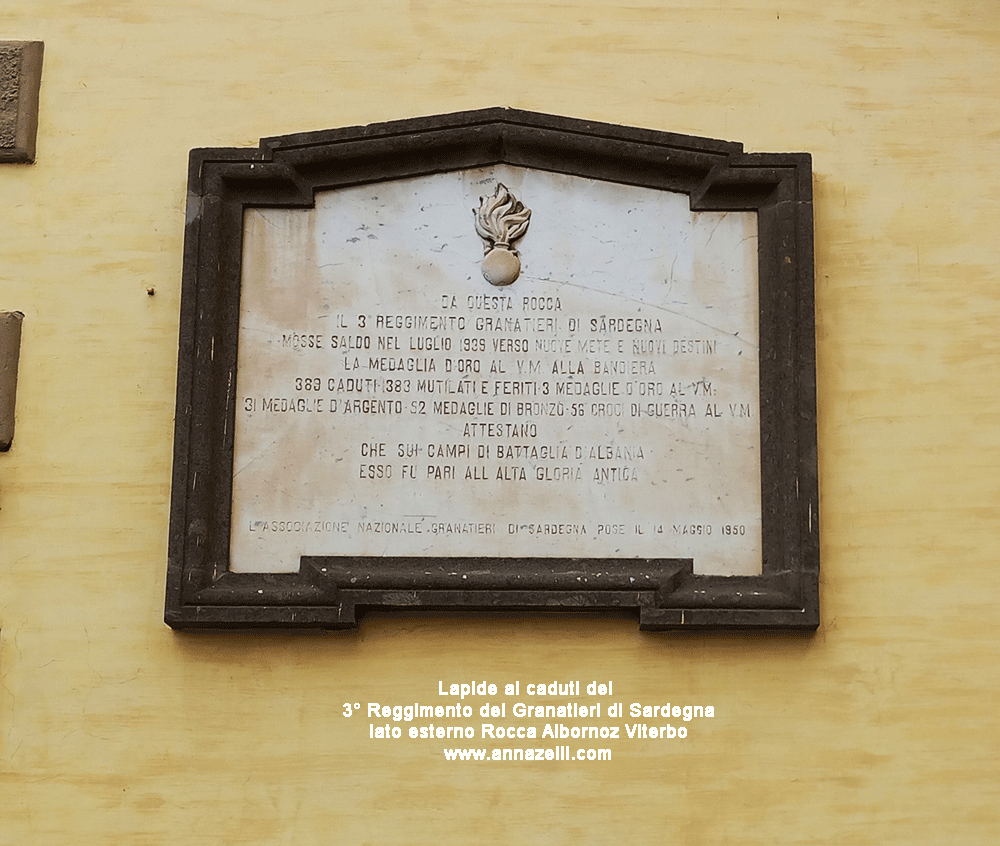 DA QUESTA ROCCA
IL 3° REGGIMENTO GRANATIERI DI SARDEGNA
MOSSE SALDO NEL LUGLIO 1939 VERSO NUOVE METE E NUOVI DESTINI
LA MEDAGLIA D'ORO AL V.M. ALLA BANDIERA
389 CADUTI·1383 MUTILATI E FERITI·3 MEDAGLIE D'ORO AL V.M.
31 MEDAGLIE D'ARGENTO·52 MEDAGLIE DI BRONZO·56 CROCI DI GUERRA AL V.M.
ATTESTANO
CHE SUI CAMPI DI BATTAGLIA D'ALBANIA
ESSO FU PARI ALL'ALTA GLORIA ANTICA
L'ASSOCIAZIONE NAZIONALE GRANATIERI DI SARDEGNA POSE IL 14 MAGGIO 1950
Lapide ai caduti del
3° Reggimento dei Granatieri di Sardegna
lato esterno Rocca Albornoz Viterbo
www.annazelli.com